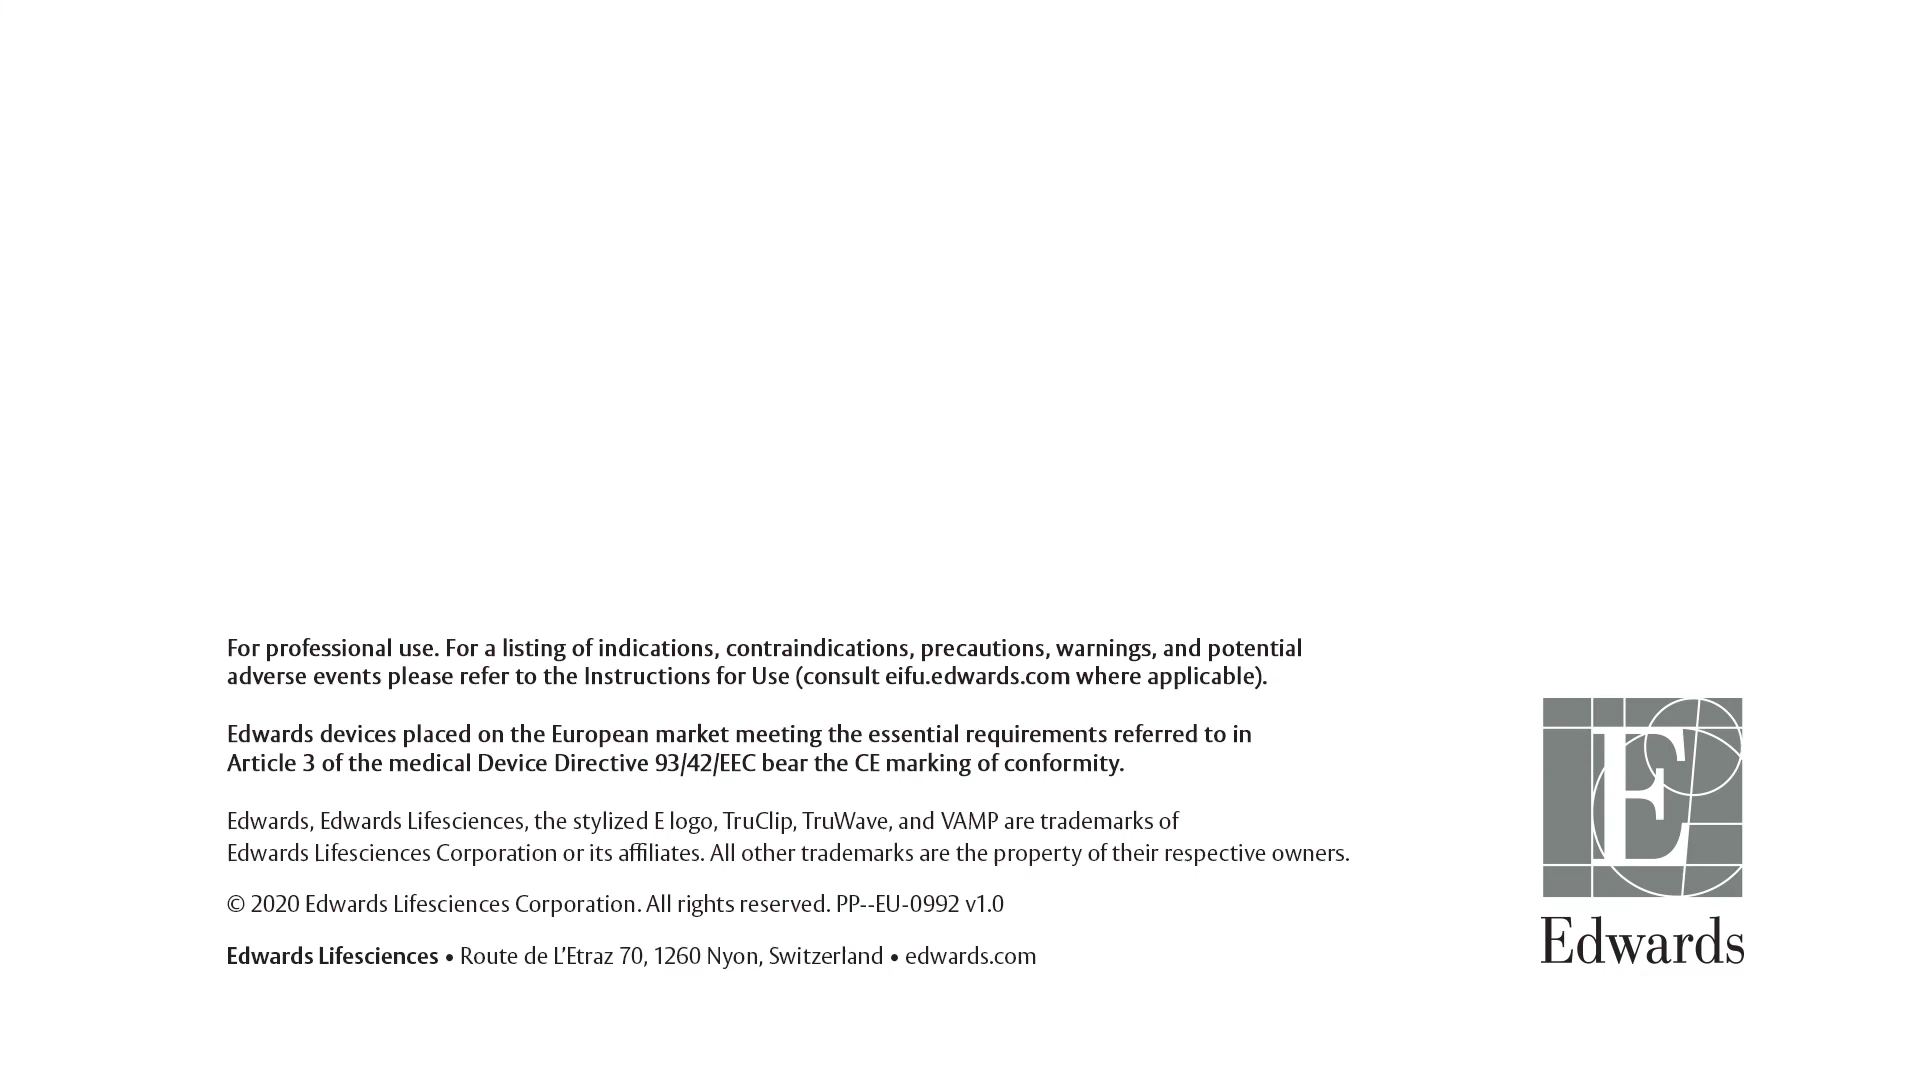 For professional use. For a listing of indications, contraindications, precautions, warnings, and potential
adverse events please refer to the Instructions for Use (consult eifu.edwards.com where applicable).
Edwards devices placed on the European market meeting the essential requirements referred to in
Article 3 of the medical Device Directive 93/42/EEC bear the CE marking of conformity.
Edwards, Edwards Lifesciences, the stylized E logo, TruClip, TruWave, and VAMP are trademarks of
Edwards Lifesciences Corporation or its affiliates. All other trademarks are the property of their respective owners.
© 2020 Edwards Lifesciences Corporation. All rights reserved. PP--EU-0992 v1.0
Edwards Lifesciences • Route de L’Etraz 70, 1260 Nyon, Switzerland • edwards.com
E
Edwards